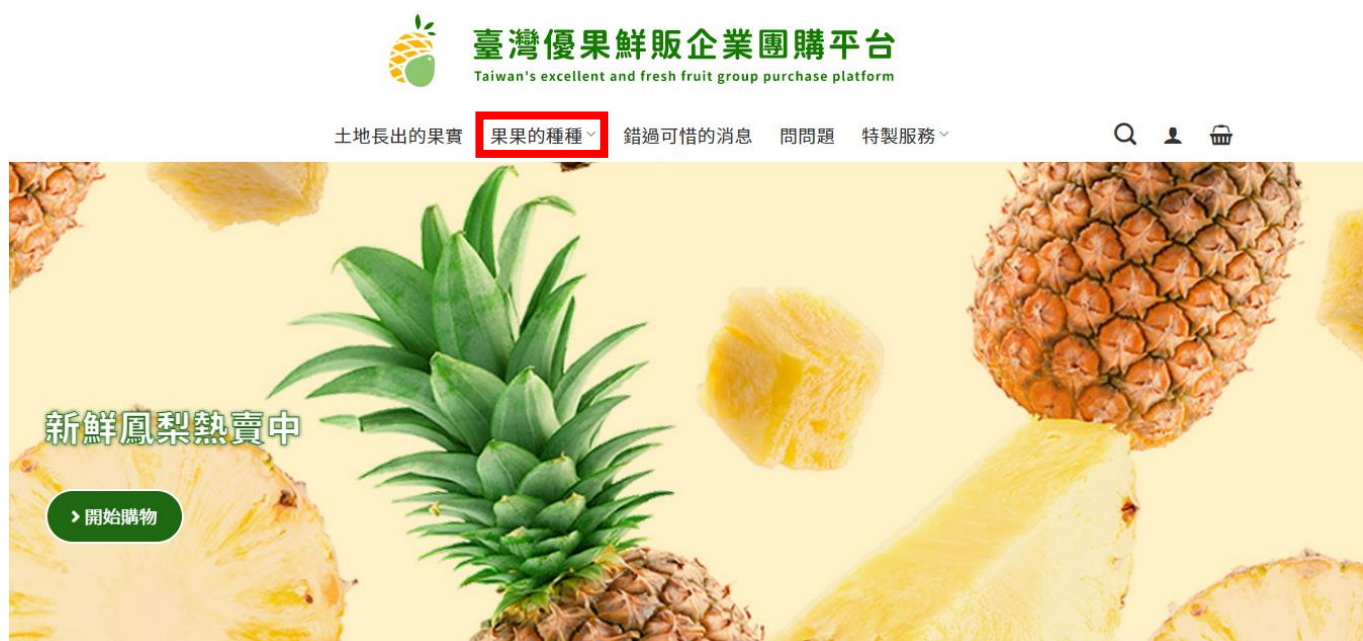 臺灣優果鮮販企業團購平台
Taiwan's excellent and fresh fruit group purchase platform
土地長出的果實 果果的種種 錯過可惜的消息 問問題 特製服務
新鮮鳳梨熱賣中
開始購物